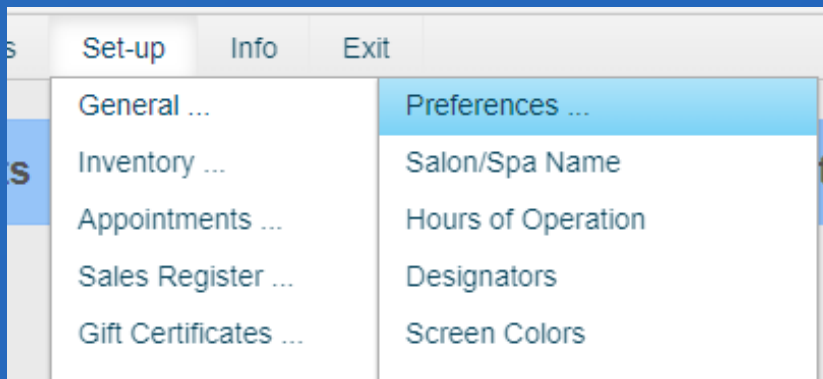 s Set-up Info Exit
General ... Preferences ...
ts
Inventory ... Salon/Spa Name
Appointments ... Hours of Operation
Sales Register ... Designators
Gift Certificates ... Screen Colors